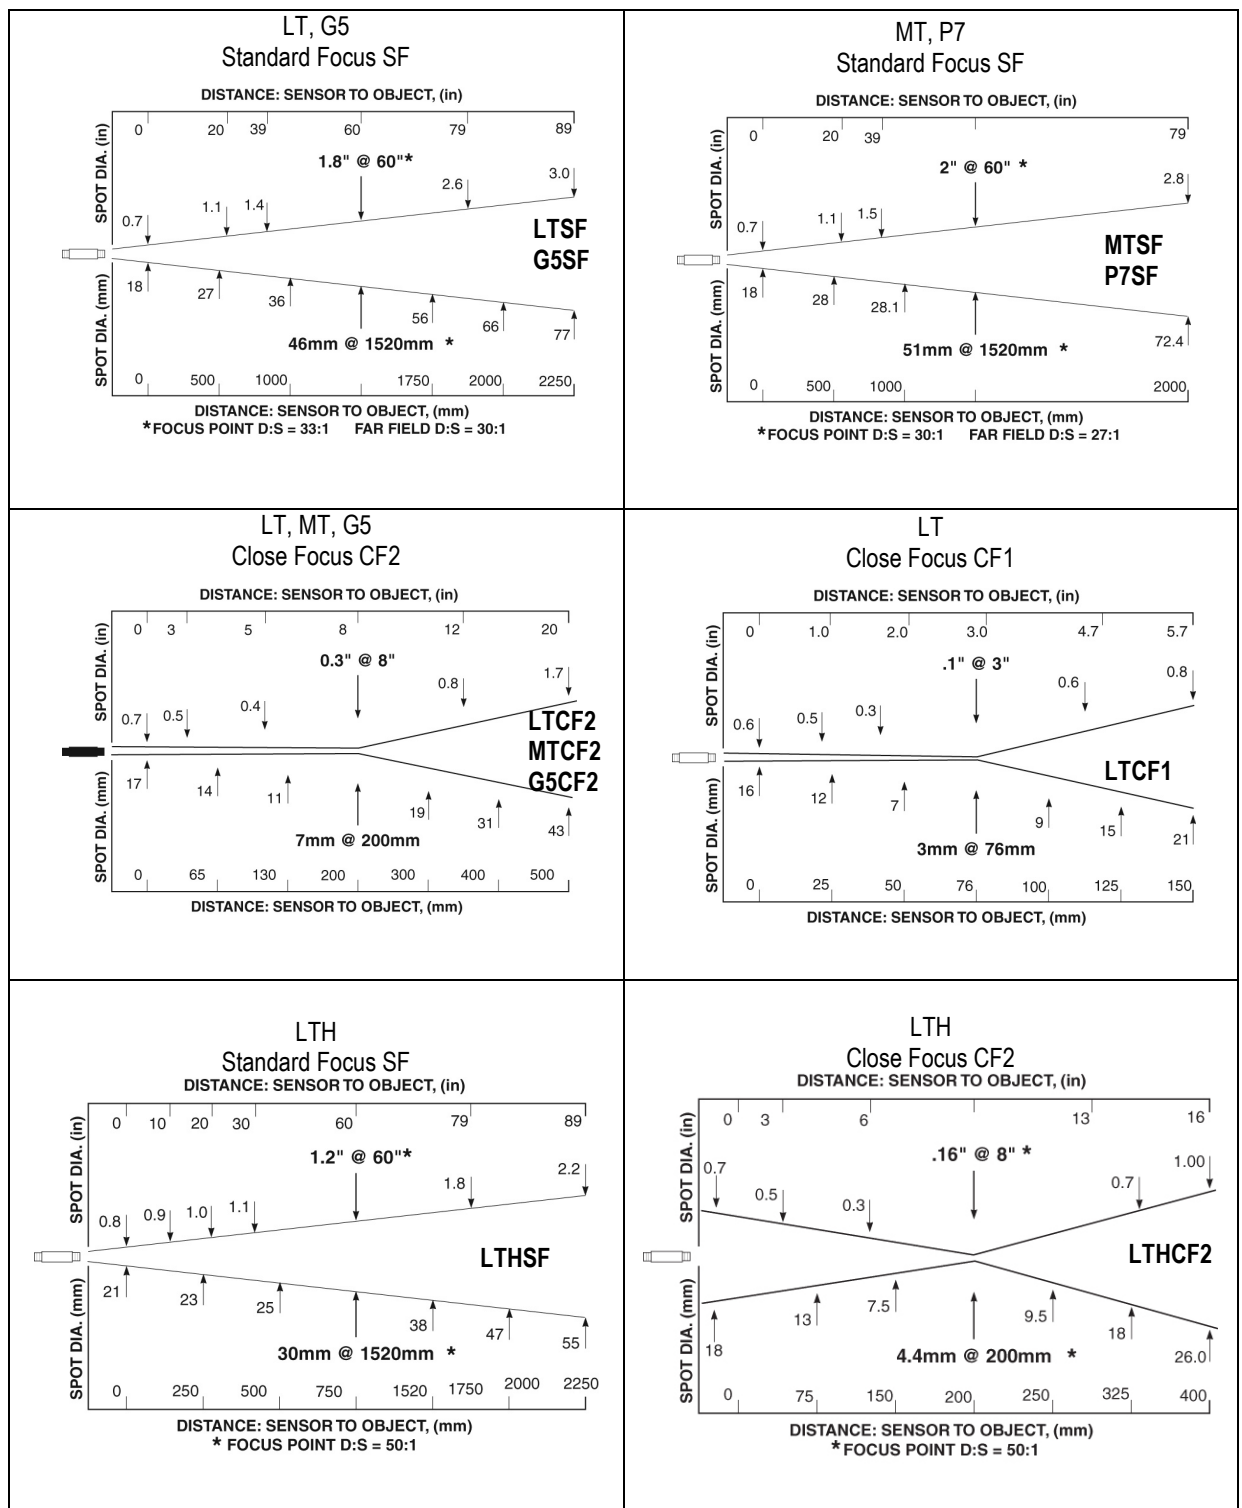 LT, G5
Standard Focus SF
DISTANCE: SENSOR TO OBJECT, (in)
SPOT DIA. (in)
0 20 39 60 79 89
1.8" @ 60"*
0.7 1.1 1.4 2.6 3.0
LTSF
G5SF
SPOT DIA. (mm)
18 27 36 56 66 77
46mm @ 1520mm *
0 500 1000 1750 2000 2250
DISTANCE: SENSOR TO OBJECT, (mm)
*FOCUS POINT D:S = 33:1 FAR FIELD D:S = 30:1
MT, P7
Standard Focus SF
DISTANCE: SENSOR TO OBJECT, (in)
SPOT DIA. (in)
0 20 39 79
2" @ 60" *
0.7 1.1 1.5 2.8
MTSF
P7SF
SPOT DIA. (mm)
18 28 28.1 72.4
51mm @ 1520mm *
0 500 1000 2000
DISTANCE: SENSOR TO OBJECT, (mm)
*FOCUS POINT D:S = 30:1 FAR FIELD D:S = 27:1
LT, MT, G5
Close Focus CF2
DISTANCE: SENSOR TO OBJECT, (in)
SPOT DIA. (in)
0 3 5 8 12 20
0.3" @ 8"
0.7 0.5 0.4 0.8 1.7
LTCF2
MTCF2
G5CF2
SPOT DIA. (mm)
17 14 11 19 31 43
7mm @ 200mm
0 65 130 200 300 400 500
DISTANCE: SENSOR TO OBJECT, (mm)
LT
Close Focus CF1
DISTANCE: SENSOR TO OBJECT, (in)
SPOT DIA. (in)
0 1.0 2.0 3.0 4.7 5.7
.1" @ 3"
0.6 0.5 0.3 0.6 0.8
LTCF1
SPOT DIA. (mm)
16 12 7 9 15 21
3mm @ 76mm
0 25 50 76 100 125 150
DISTANCE: SENSOR TO OBJECT, (mm)
LTH
Standard Focus SF
DISTANCE: SENSOR TO OBJECT, (in)
SPOT DIA. (in)
0 10 20 30 60 79 89
1.2" @ 60"*
0.8 0.9 1.0 1.1 1.8 2.2
LTHSF
SPOT DIA. (mm)
21 23 25 38 47 55
30mm @ 1520mm *
0 250 500 750 1520 1750 2000 2250
DISTANCE: SENSOR TO OBJECT, (mm)
* FOCUS POINT D:S = 50:1
LTH
Close Focus CF2
DISTANCE: SENSOR TO OBJECT, (in)
SPOT DIA. (in)
0 3 6 13 16
.16" @ 8" *
0.7 0.5 0.3 0.7 1.00
LTHCF2
SPOT DIA. (mm)
18 13 7.5 9.5 18 26.0
4.4mm @ 200mm *
0 75 150 200 250 325 400
DISTANCE: SENSOR TO OBJECT, (mm)
*FOCUS POINT D:S = 50:1